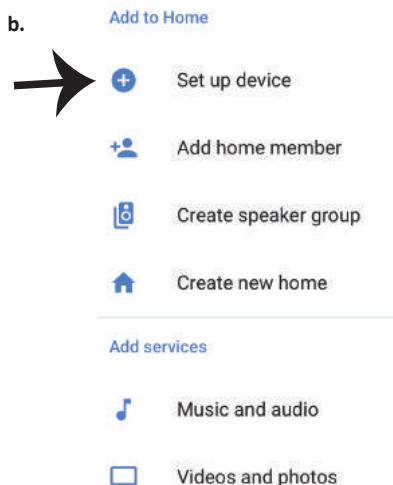 b.
Add to Home
Set up device
Add home member
Create speaker group
Create new home
Add services
Music and audio
Videos and photos